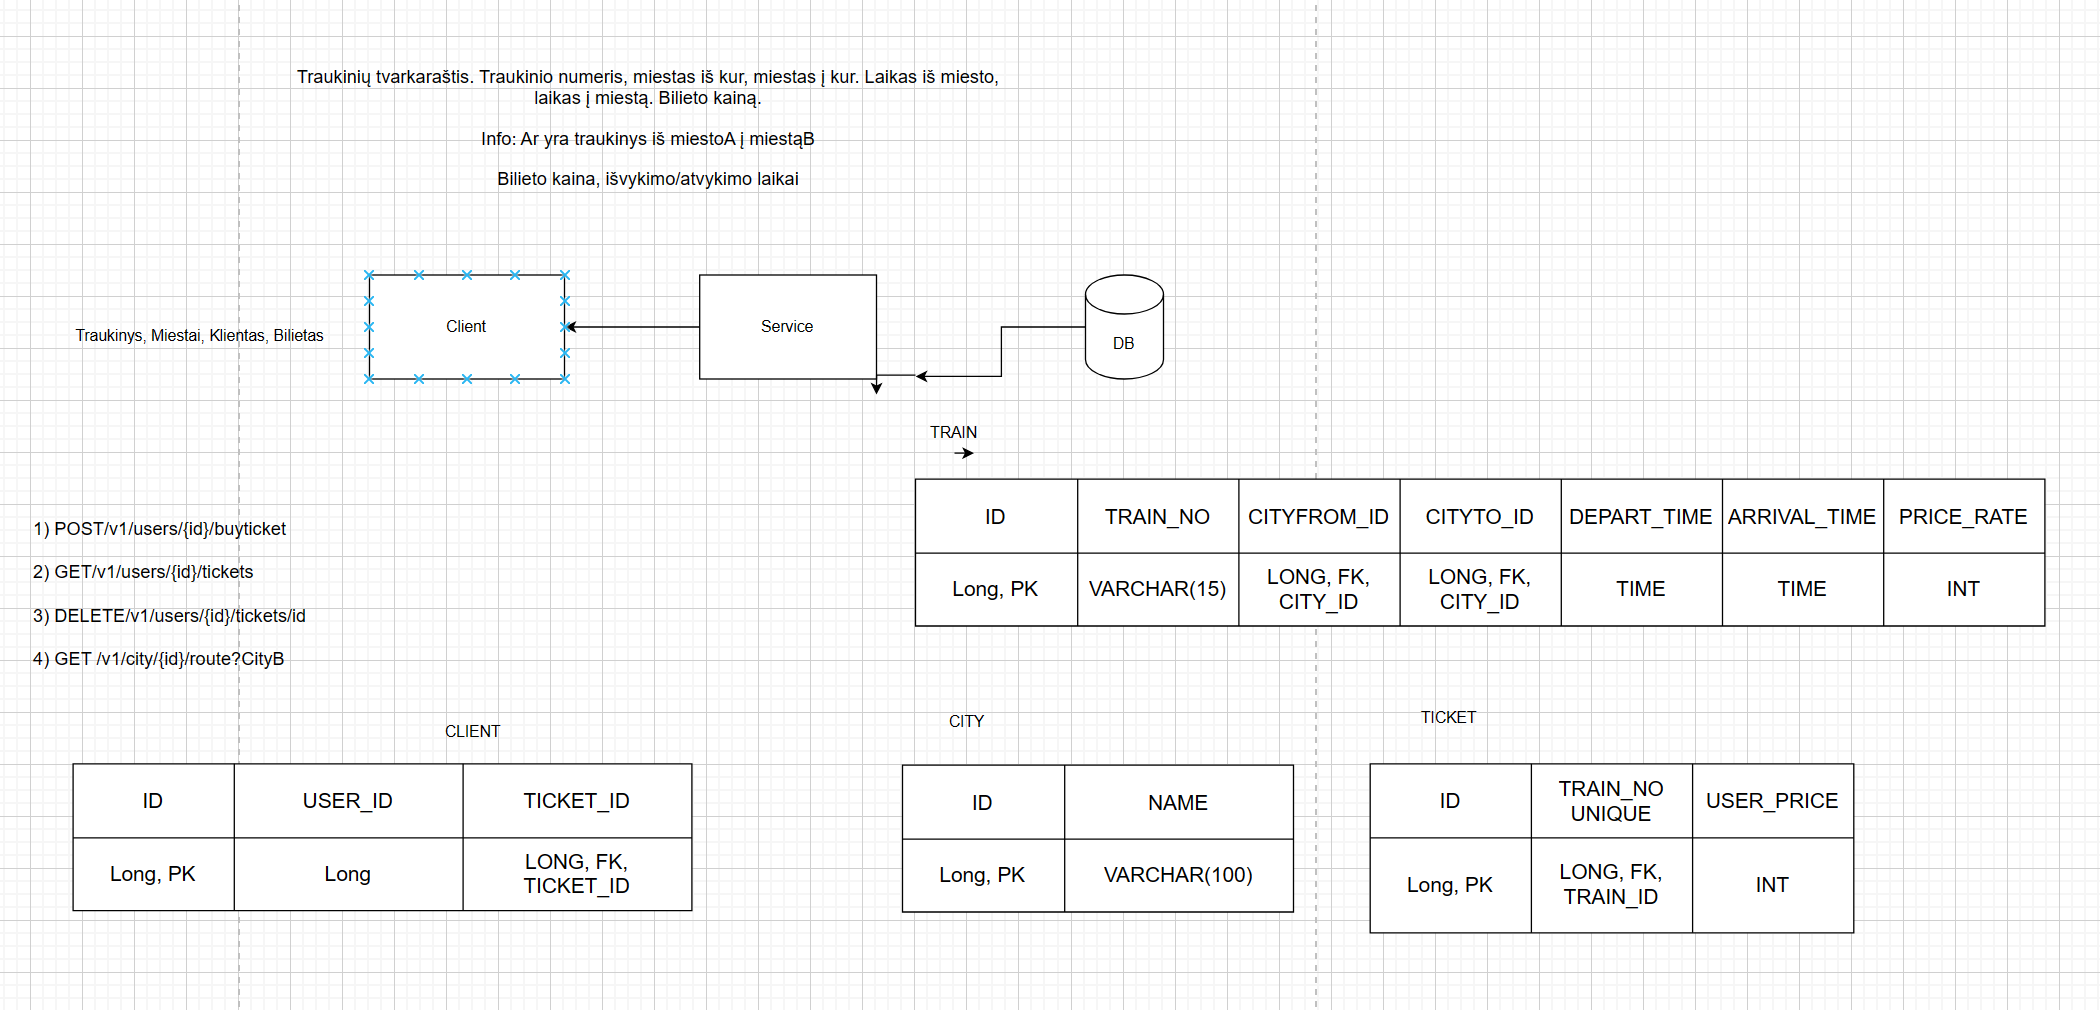 Traukinių tvarkaraštis. Traukinio numeris, miestas iš kur, miestas į kur. Laikas iš miesto,
laikas į miestą. Bilieto kainą.
Info: Ar yra traukinys iš miestoA į miestąB
Bilieto kaina, išvykimo/atvykimo laikai
Traukinys, Miestai, Klientas, Bilietas
Client
Service
DB
TRAIN
ID
TRAIN_NO
CITYFROM_ID
CITYTO_ID
DEPART_TIME
ARRIVAL_TIME
PRICE_RATE
Long, PK
VARCHAR(15)
LONG, FK,
CITY_ID
LONG, FK,
CITY_ID
TIME
TIME
INT
1) POST/v1/users/{id}/buyticket
2) GET/v1/users/{id}/tickets
3) DELETE/v1/users/{id}/tickets/id
4) GET /v1/city/{id}/route?CityB
CLIENT
ID
USER_ID
TICKET_ID
Long, PK
Long
LONG, FK,
TICKET_ID
CITY
ID
NAME
Long, PK
VARCHAR(100)
TICKET
ID
TRAIN_NO
UNIQUE
USER_PRICE
Long, PK
LONG, FK,
TRAIN_ID
INT